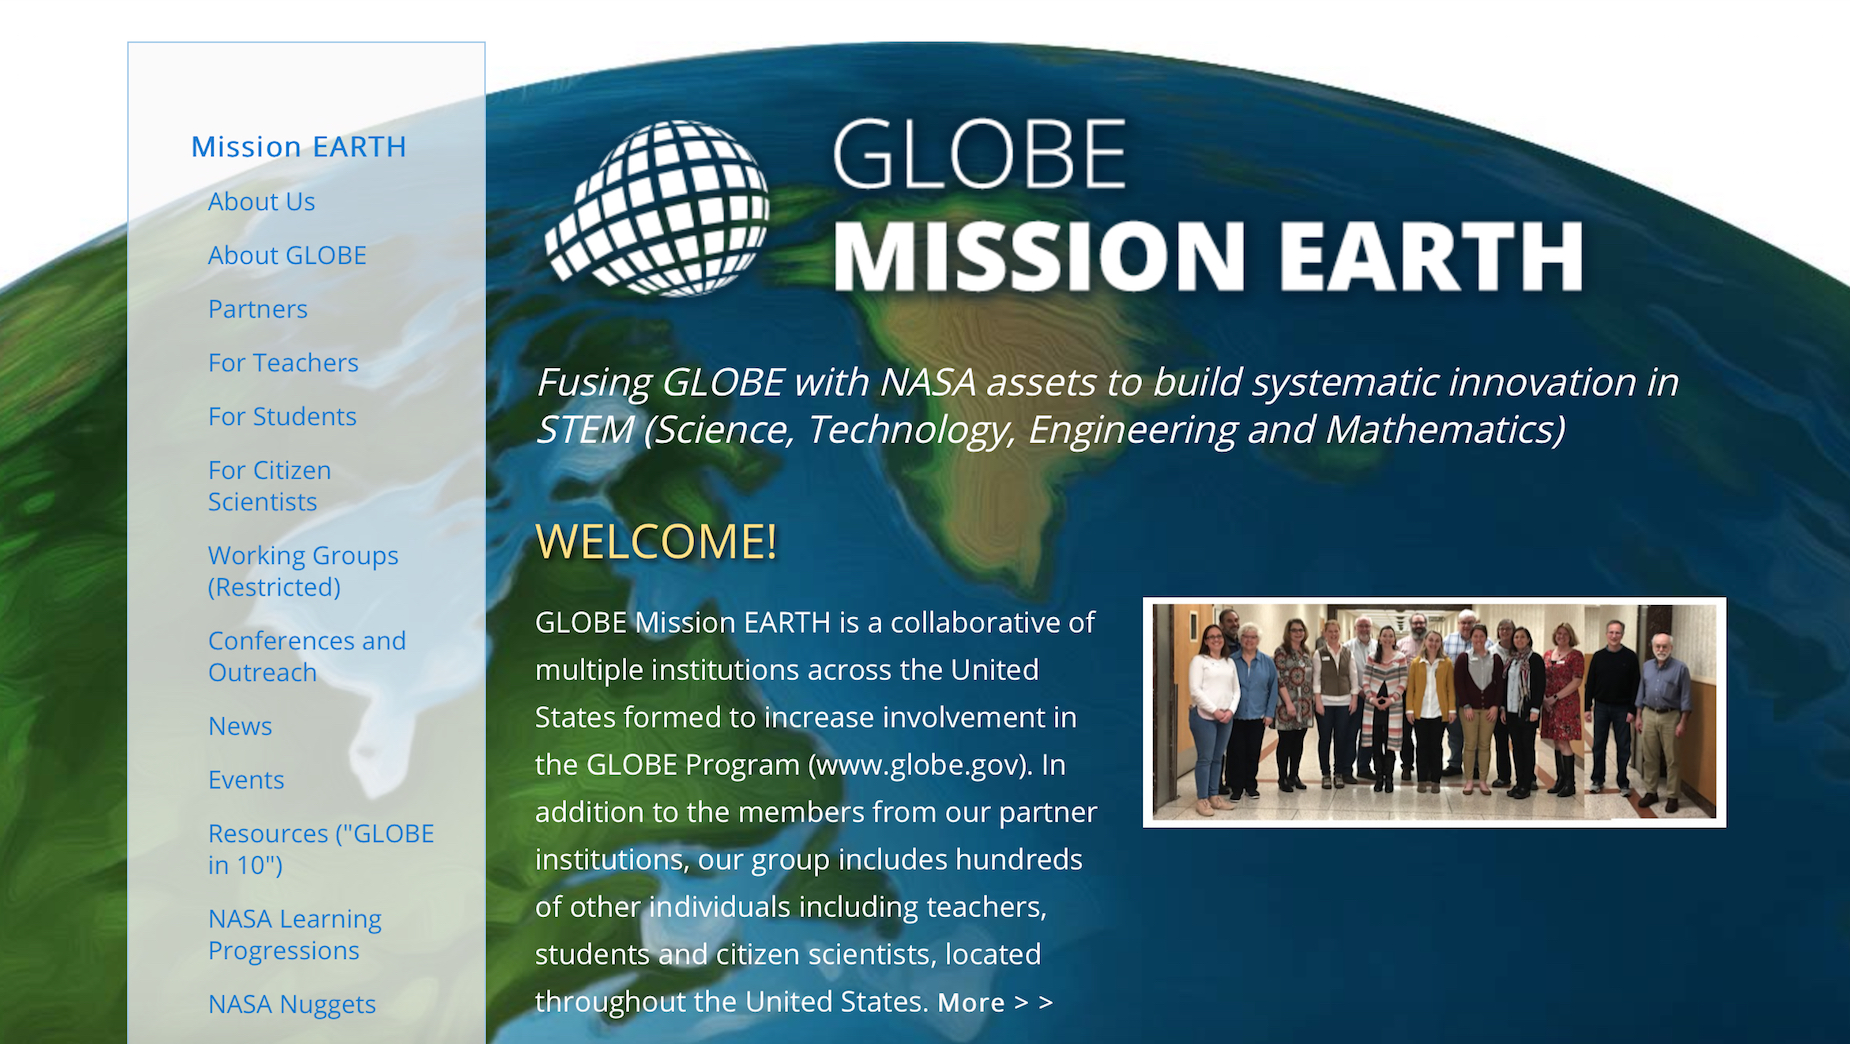 Mission EARTH
About Us
About GLOBE
Partners
For Teachers
For Students
For Citizen
Scientists
Working Groups
(Restricted)
Conferences and
Outreach
News
Events
Resources ("GLOBE
in 10")
NASA Learning
Progressions
NASA Nuggets
GLOBE
MISSION EARTH
Fusing GLOBE with NASA assets to build systematic innovation in
STEM (Science, Technology, Engineering and Mathematics)
WELCOME!
GLOBE Mission EARTH is a collaborative of
multiple institutions across the United
States formed to increase involvement in
the GLOBE Program (www.globe.gov). In
addition to the members from our partner
institutions, our group includes hundreds
of other individuals including teachers,
students and citizen scientists, located
throughout the United States. More > >